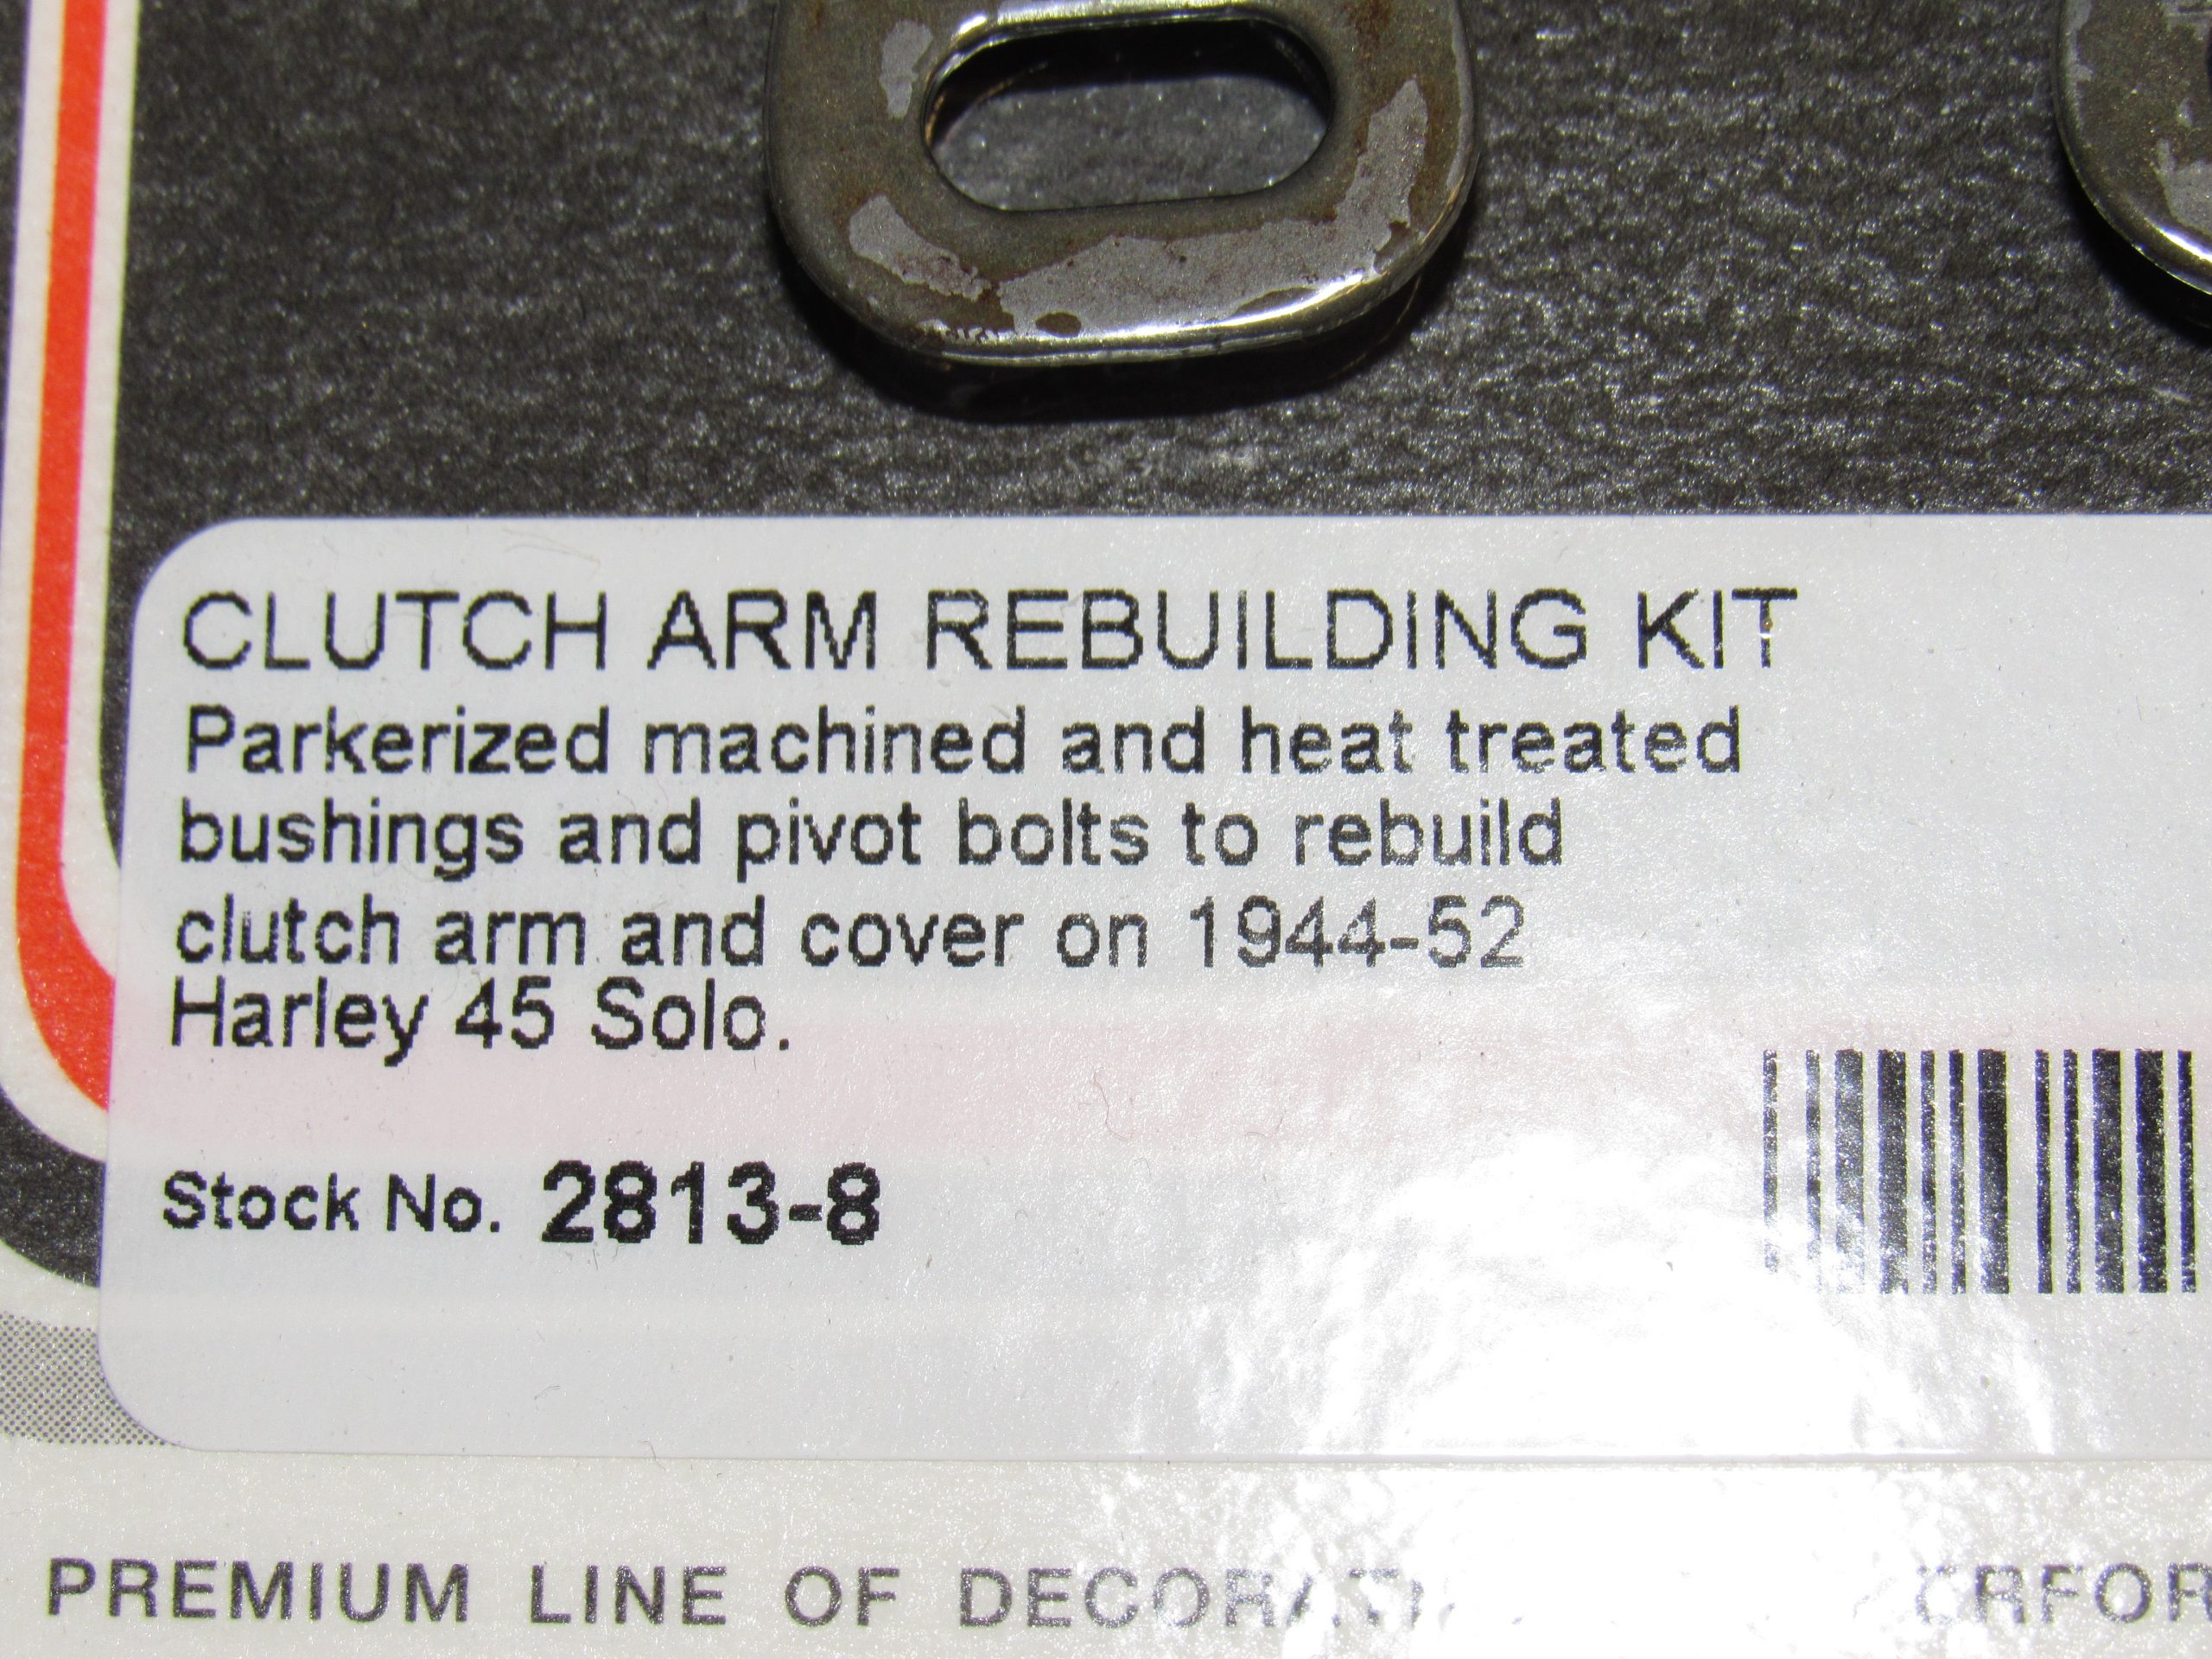 CLUTCH ARM REBUILDING KIT
Parkerized machined and heat treated
bushings and pivot bolts to rebuild
clutch arm and cover on 1944-52
Harley 45 Solo.
Stock No. 2813-8
PREMIUM LINE OF